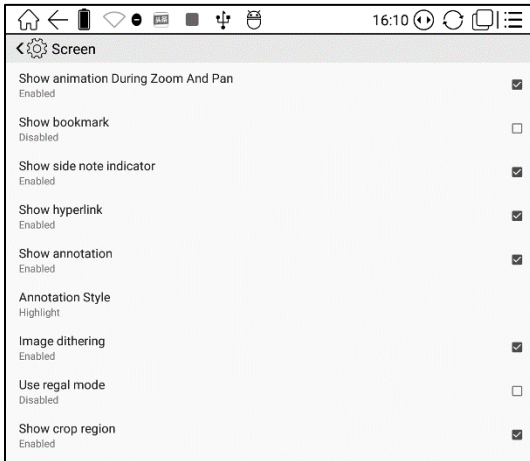 16:10
Screen
Show animation During Zoom And Pan
Enabled
Show bookmark
Disabled
Show side note indicator
Enabled
Show hyperlink
Enabled
Show annotation
Enabled
Annotation Style
Highlight
Image dithering
Enabled
Use regal mode
Disabled
Show crop region
Enabled